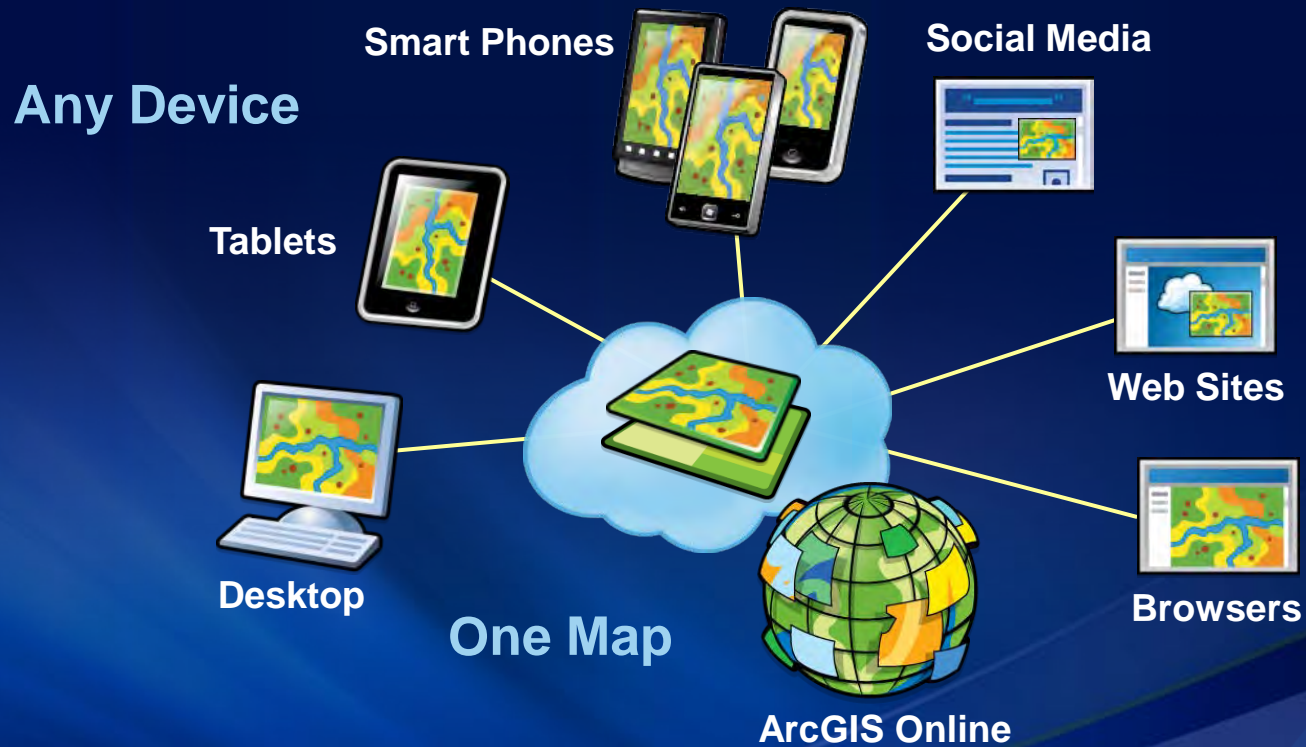 Smart Phones
Social Media
Any Device
Tablets
Web Sites
Desktop
Browsers
One Map
ArcGIS Online